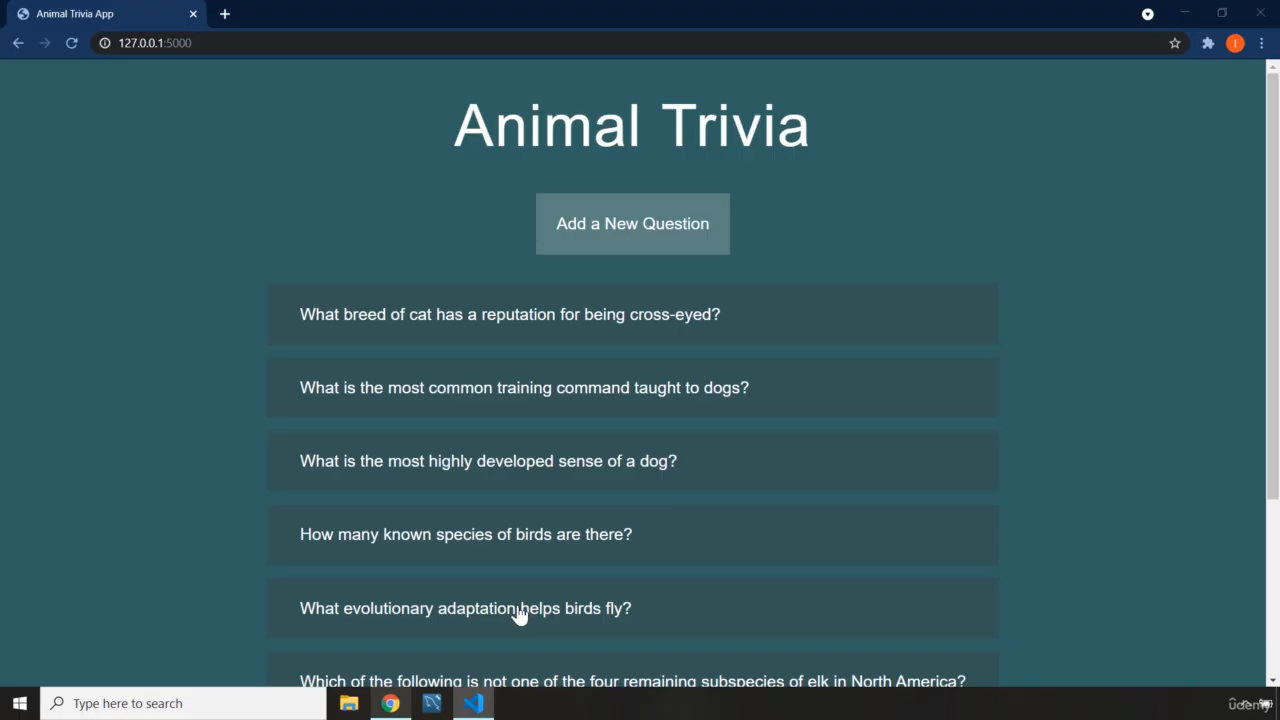 Animal Trivia App
127.0.0.1:5000
Animal Trivia
Add a New Question
What breed of cat has a reputation for being cross-eyed?
What is the most common training command taught to dogs?
What is the most highly developed sense of a dog?
How many known species of birds are there?
What evolutionary adaptation helps birds fly?
Which of the following is not one of the four remaining subspecies of elk in North America?
Type here to search
udemy